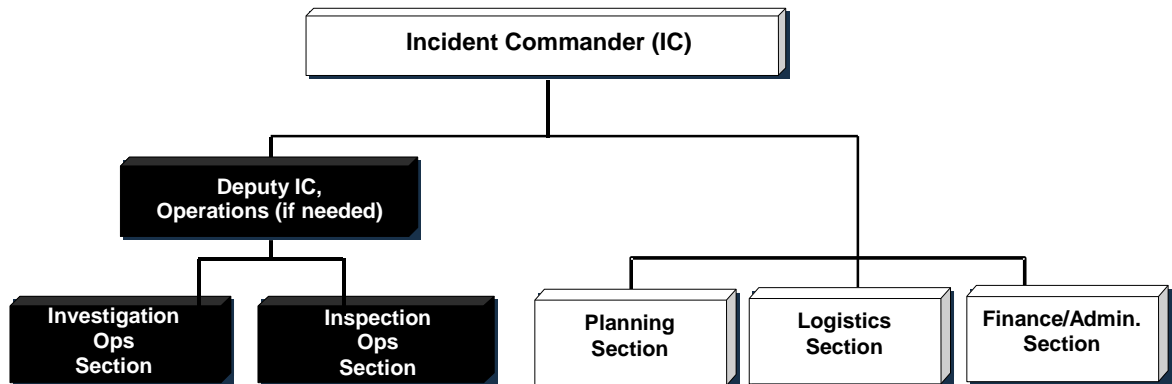 Incident Commander (IC)
Deputy IC,
Operations (if needed)
Investigation
Ops
Section
Inspection
Ops
Section
Planning
Section
Logistics
Section
Finance/Admin.
Section